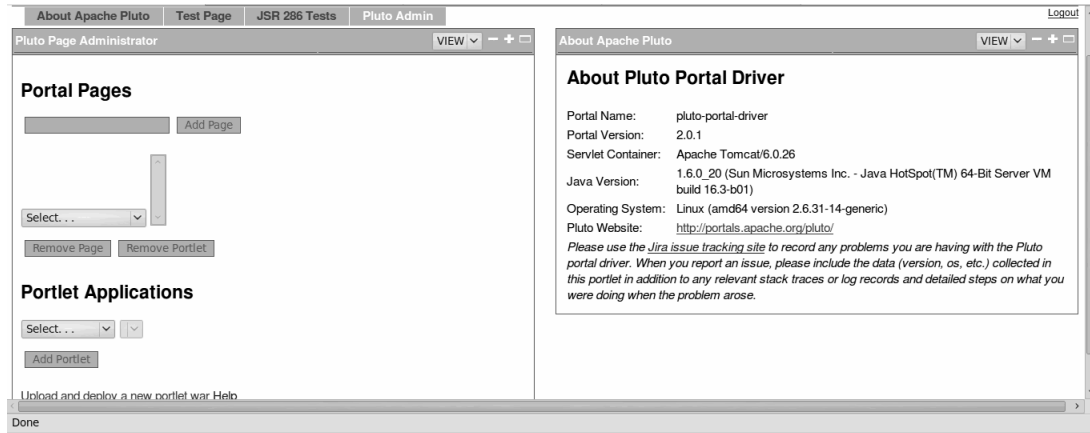 About Apache Pluto Test Page JSR 286 Tests Pluto Admin
Logout
Pluto Page Administrator VIEW
Portal Pages
Add Page
Select. . .
Remove Page Remove Portlet
Portlet Applications
Select. . .
Add Portlet
Upload and deploy a new portlet war Help
About Apache Pluto VIEW
About Pluto Portal Driver
Portal Name: pluto-portal-driver
Portal Version: 2.0.1
Servlet Container: Apache Tomcat/6.0.26
Java Version: 1.6.0_20 (Sun Microsystems Inc. - Java HotSpot(TM) 64-Bit Server VM
build 16.3-b01)
Operating System: Linux (amd64 version 2.6.31-14-generic)
Pluto Website: http://portals.apache.org/pluto/
Please use the Jira issue tracking site to record any problems you are having with the Pluto
portal driver. When you report an issue, please include the data (version, os, etc.) collected in
this portlet in addition to any relevant stack traces or log records and detailed steps on what you
were doing when the problem arose.
Done